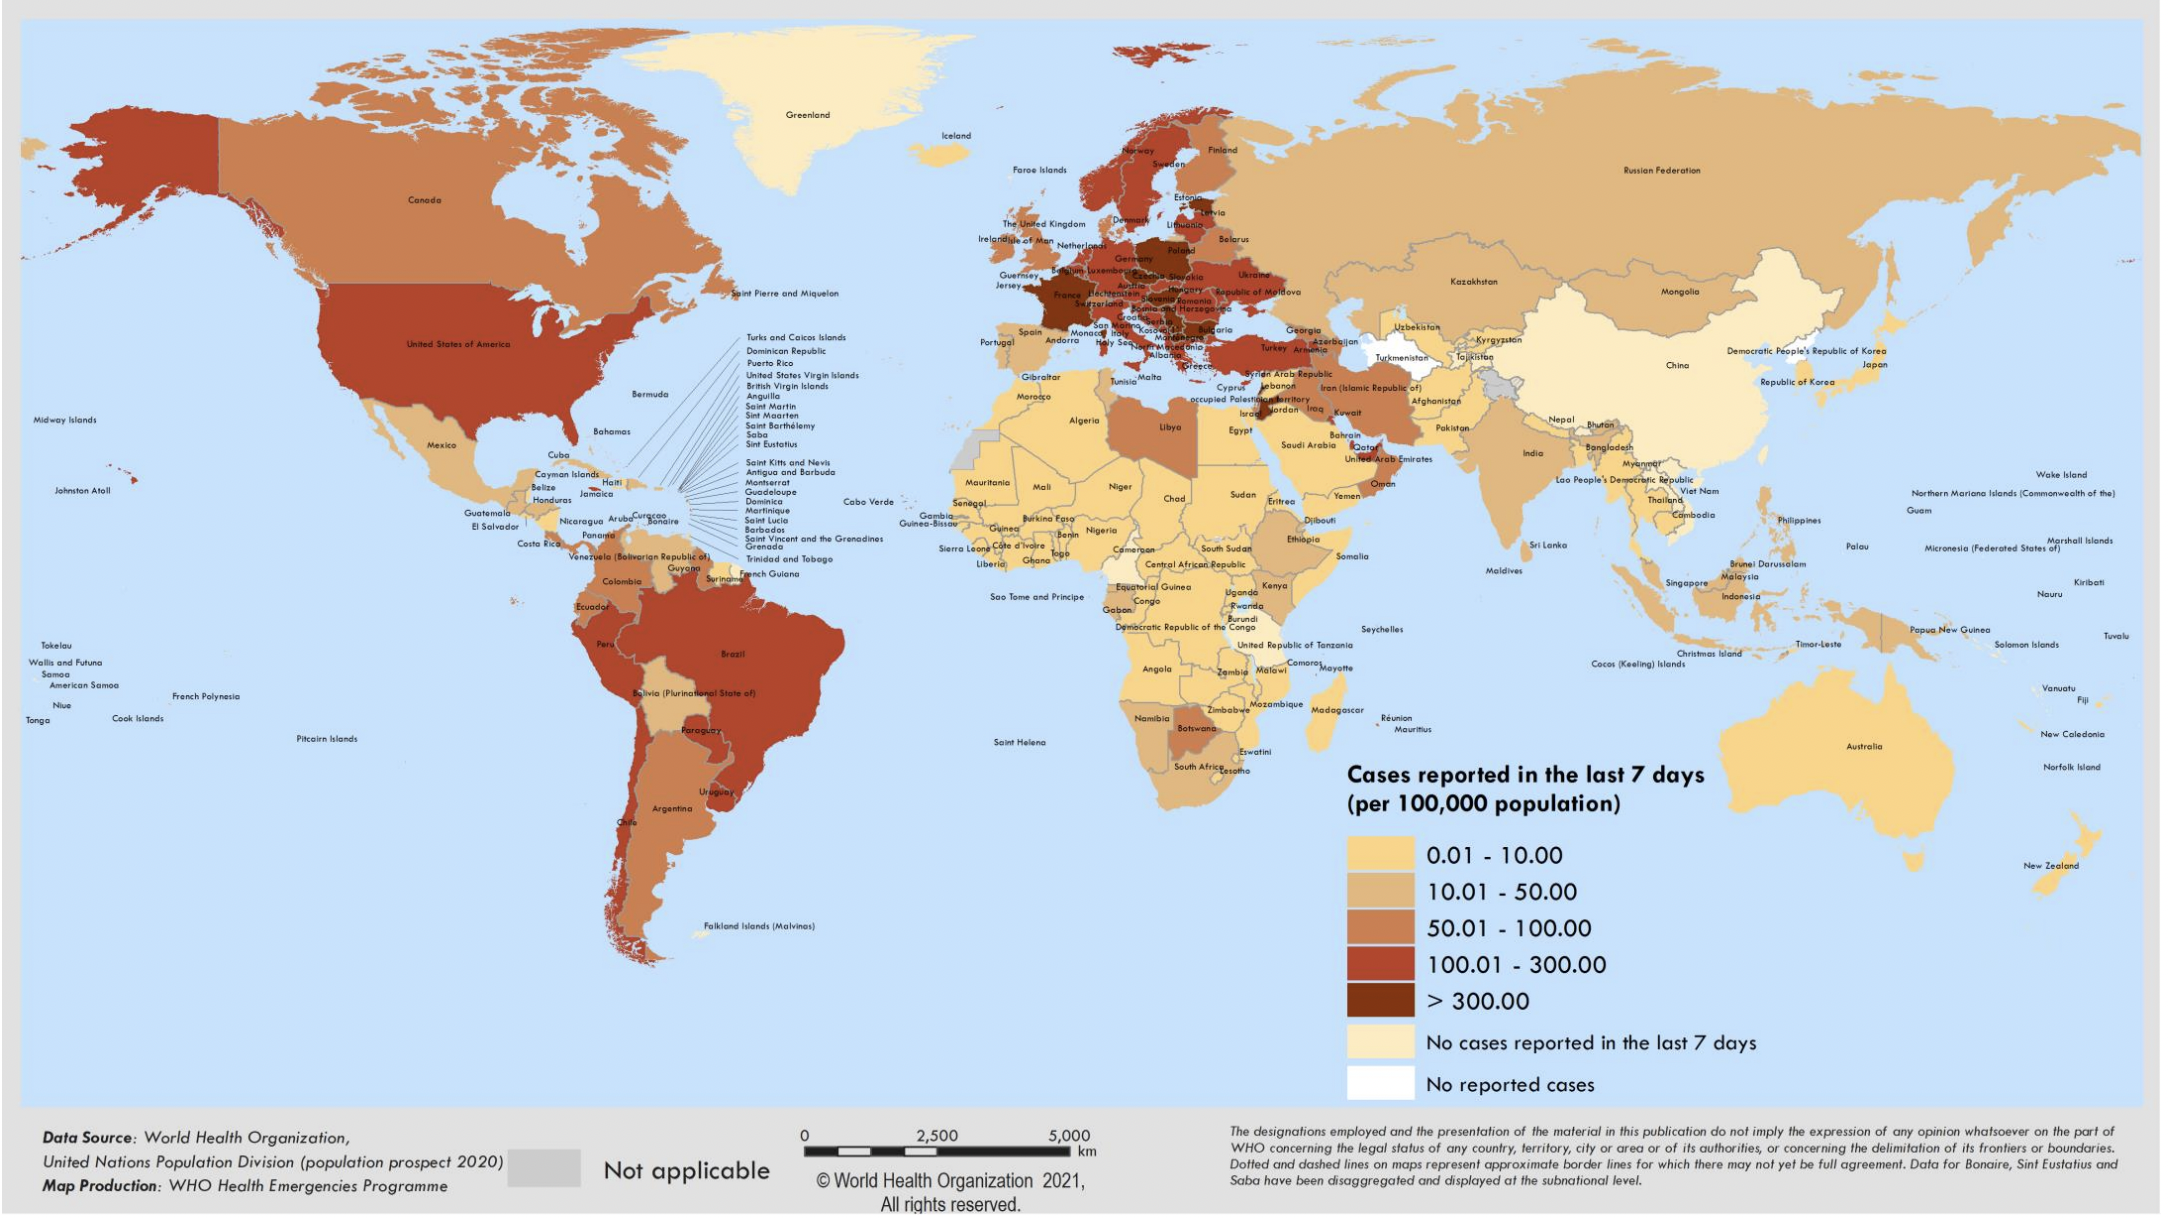 Greenland
Iceland
Faroe Islands
Norway
Sweden
Finland
Russian Federation
Canada
Estonia
Latvia
Denmark
Lithuania
The United Kingdom
Ireland
Isle of Man
Netherlands
Belarus
Poland
Germany
Guernsey
Belgium
Luxembourg
Czechia
Slovakia
Ukraine
Jersey
Austria
Hungary
Republic of Moldova
France
Liechtenstein
Switzerland
Slovenia
Romania
Bosnia and Herzegovina
Croatia
Serbia
San Marino
Monaco
Italy
Kosovo
Bulgaria
Montenegro
Holy See
North Macedonia
Albania
Greece
Spain
Portugal
Andorra
Georgia
Azerbaijan
Turkey
Armenia
Kazakhstan
Mongolia
Uzbekistan
Kyrgyzstan
Tajikistan
Turkmenistan
China
Democratic People's Republic of Korea
Japan
Republic of Korea
Saint Pierre and Miquelon
United States of America
Turks and Caicos Islands
Dominican Republic
Puerto Rico
United States Virgin Islands
British Virgin Islands
Anguilla
Saint Martin
Sint Maarten
Saint Barthélemy
Saba
Sint Eustatius
Saint Kitts and Nevis
Antigua and Barbuda
Montserrat
Guadeloupe
Dominica
Martinique
Saint Lucia
Barbados
Saint Vincent and the Grenadines
Grenada
Trinidad and Tobago
French Guiana
Bermuda
Bahamas
Midway Islands
Johnston Atoll
Mexico
Cuba
Cayman Islands
Haiti
Belize
Jamaica
Honduras
Guatemala
El Salvador
Nicaragua
Aruba
Curacao
Bonaire
Costa Rica
Panama
Venezuela (Bolivarian Republic of)
Guyana
Suriname
Colombia
Ecuador
Peru
Brazil
Bolivia (Plurinational State of)
Paraguay
Uruguay
Argentina
Chile
Falkland Islands (Malvinas)
Gibraltar
Tunisia
Malta
Cyprus
Syrian Arab Republic
Lebanon
occupied Palestinian territory
Israel
Jordan
Iraq
Iran (Islamic Republic of)
Kuwait
Afghanistan
Pakistan
Bahrain
Qatar
United Arab Emirates
Saudi Arabia
Oman
Yemen
Morocco
Algeria
Libya
Egypt
Mauritania
Mali
Niger
Chad
Sudan
Eritrea
Djibouti
Cabo Verde
Senegal
Gambia
Guinea-Bissau
Guinea
Burkina Faso
Benin
Nigeria
Sierra Leone
Côte d'Ivoire
Togo
Liberia
Ghana
Cameroon
South Sudan
Ethiopia
Somalia
Central African Republic
Equatorial Guinea
Sao Tome and Principe
Gabon
Congo
Uganda
Kenya
Rwanda
Burundi
Democratic Republic of the Congo
United Republic of Tanzania
Seychelles
Angola
Zambia
Malawi
Comoros
Mayotte
Mozambique
Zimbabwe
Madagascar
Namibia
Botswana
Réunion
Mauritius
Saint Helena
South Africa
Eswatini
Lesotho
Nepal
Bhutan
Bangladesh
India
Myanmar
Lao People's Democratic Republic
Viet Nam
Thailand
Cambodia
Philippines
Sri Lanka
Maldives
Brunei Darussalam
Malaysia
Singapore
Indonesia
Palau
Wake Island
Northern Mariana Islands (Commonwealth of the)
Guam
Marshall Islands
Micronesia (Federated States of)
Kiribati
Nauru
Papua New Guinea
Solomon Islands
Tuvalu
Timor-Leste
Christmas Island
Cocos (Keeling) Islands
Vanuatu
Fiji
New Caledonia
Norfolk Island
Australia
New Zealand
Tokelau
Wallis and Futuna
Samoa
American Samoa
Niue
Tonga
Cook Islands
French Polynesia
Pitcairn Islands
Cases reported in the last 7 days
(per 100,000 population)
0.01 - 10.00
10.01 - 50.00
50.01 - 100.00
100.01 - 300.00
> 300.00
No cases reported in the last 7 days
No reported cases
Data Source: World Health Organization,
United Nations Population Division (population prospect 2020)
Map Production: WHO Health Emergencies Programme
Not applicable
0 2,500 5,000
km
© World Health Organization 2021,
All rights reserved.
The designations employed and the presentation of the material in this publication do not imply the expression of any opinion whatsoever on the part of
WHO concerning the legal status of any country, territory, city or area or of its authorities, or concerning the delimitation of its frontiers or boundaries.
Dotted and dashed lines on maps represent approximate border lines for which there may not yet be full agreement. Data for Bonaire, Sint Eustatius and
Saba have been disaggregated and displayed at the subnational level.